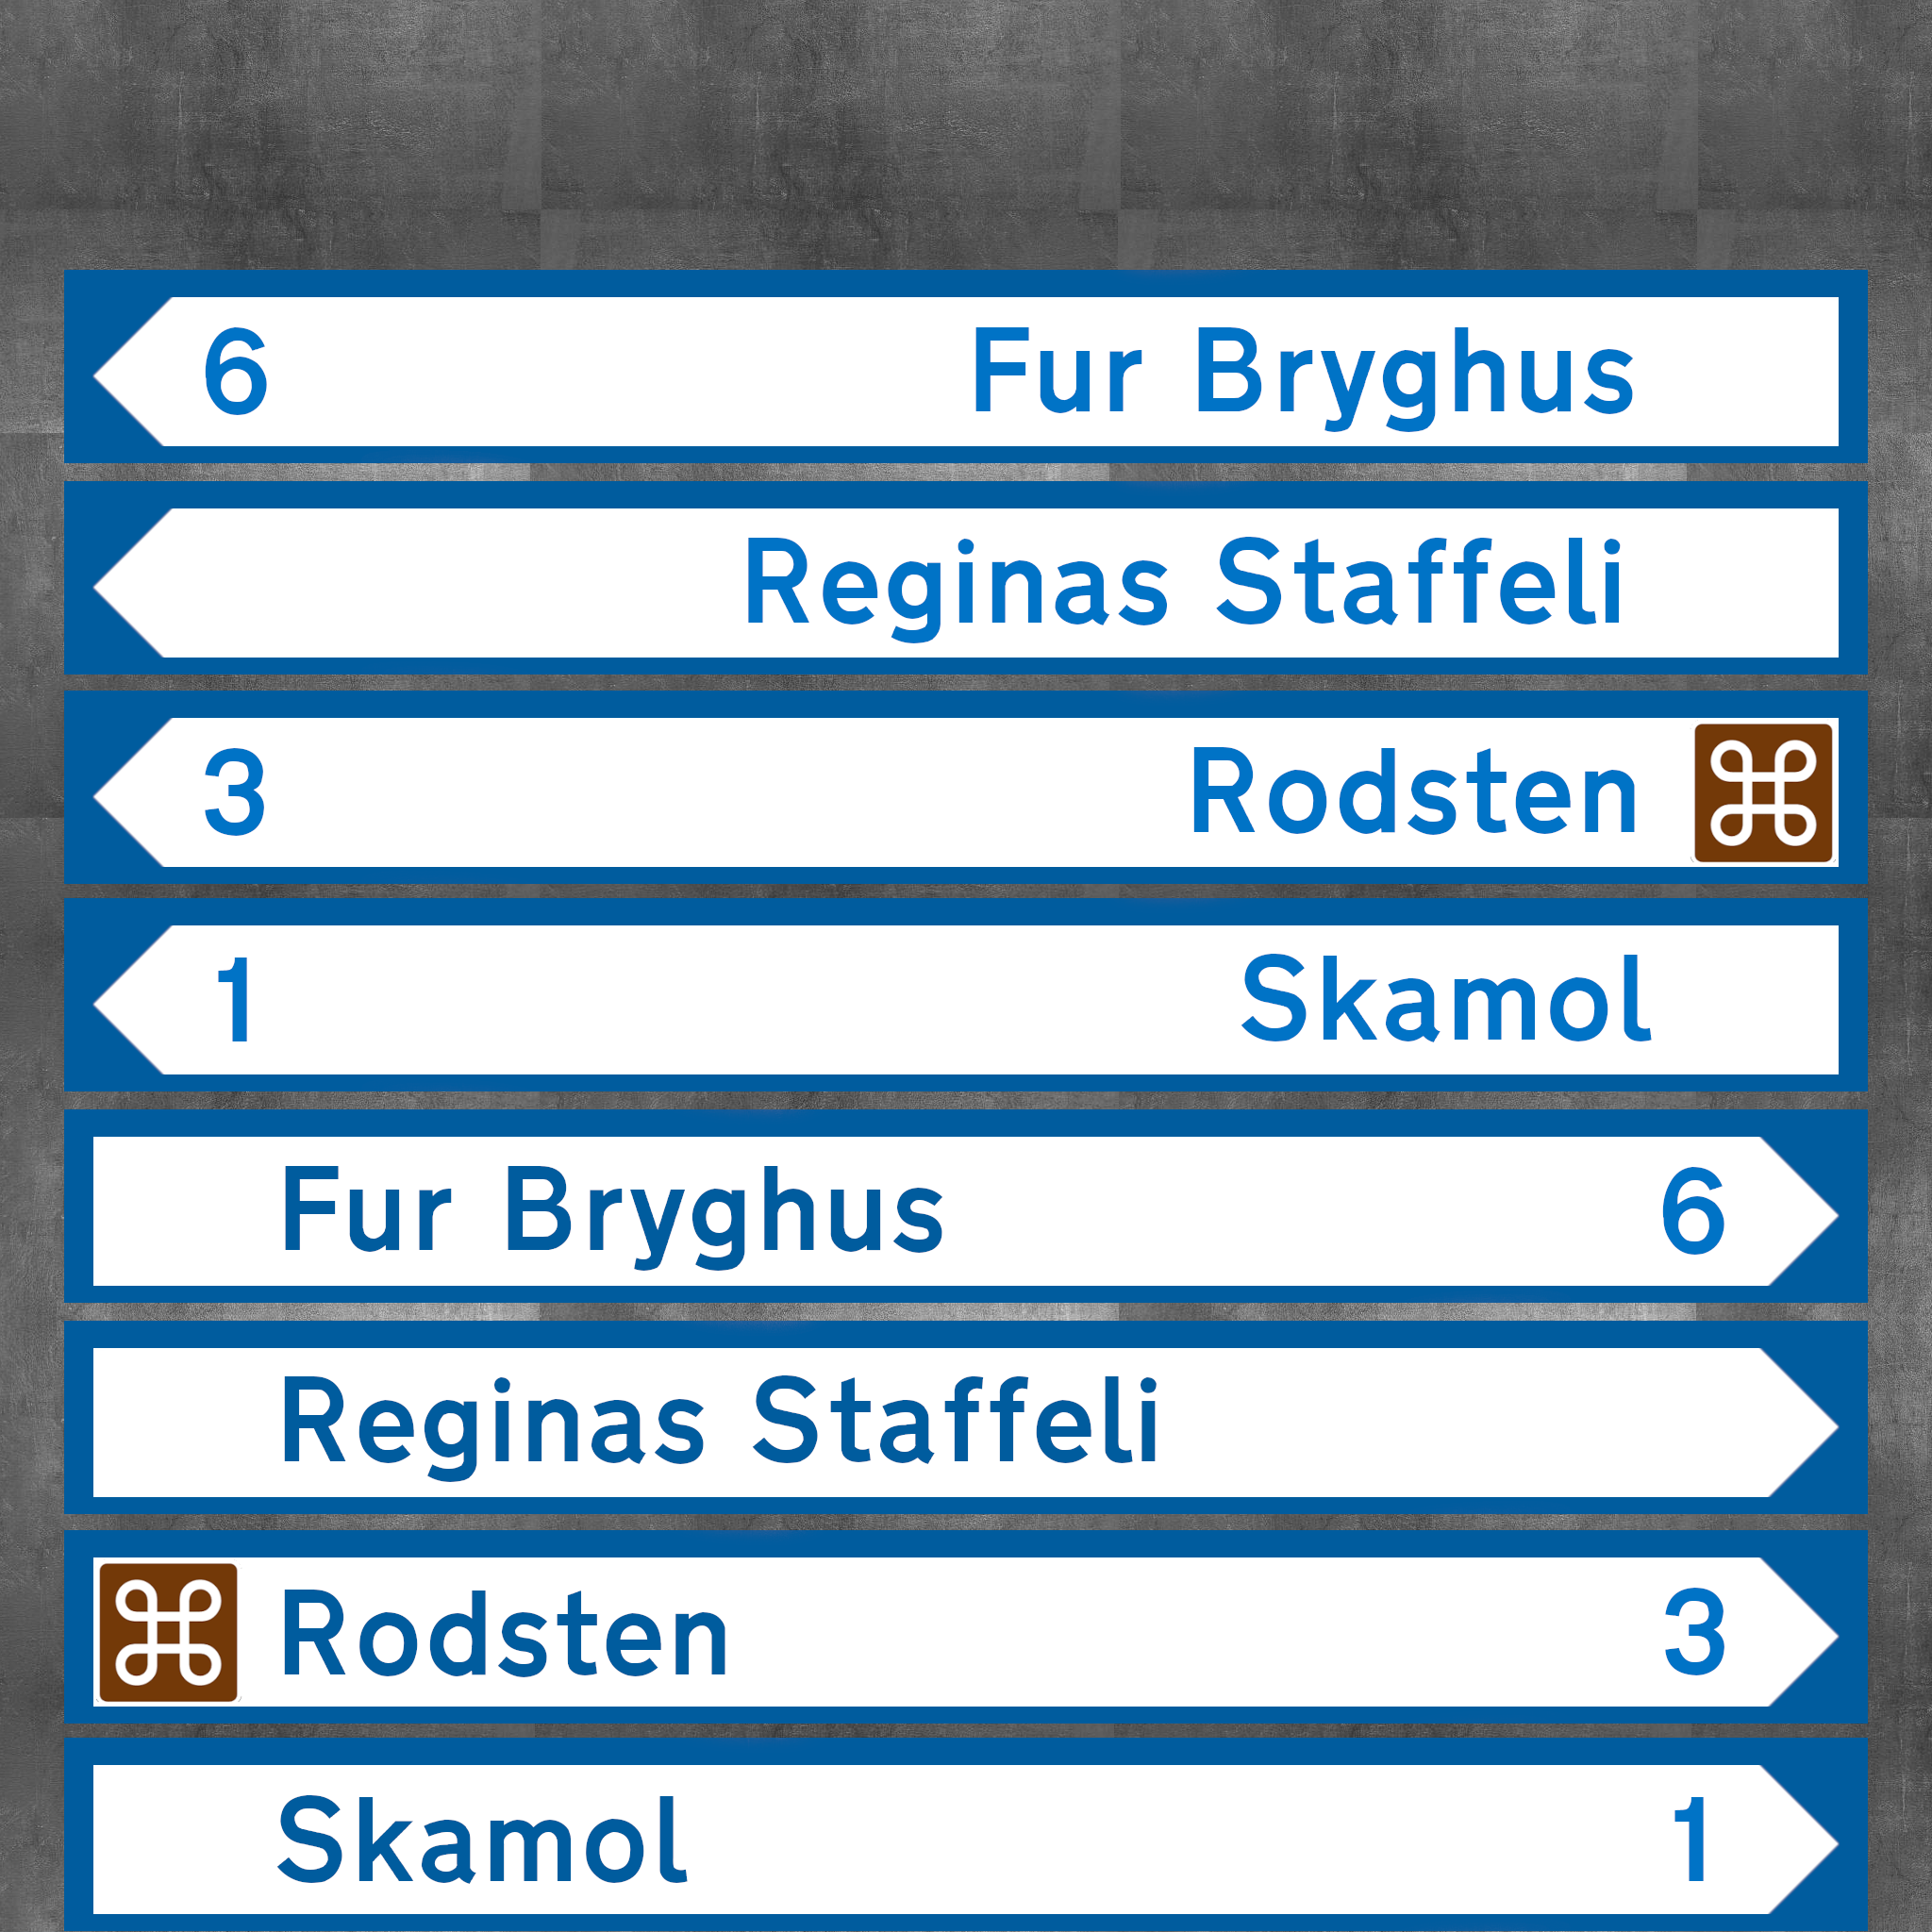 6 Fur Bryghus
Reginas Staffeli
3 Rodsten
1 Skamol
Fur Bryghus 6
Reginas Staffeli
Rodsten 3
Skamol 1